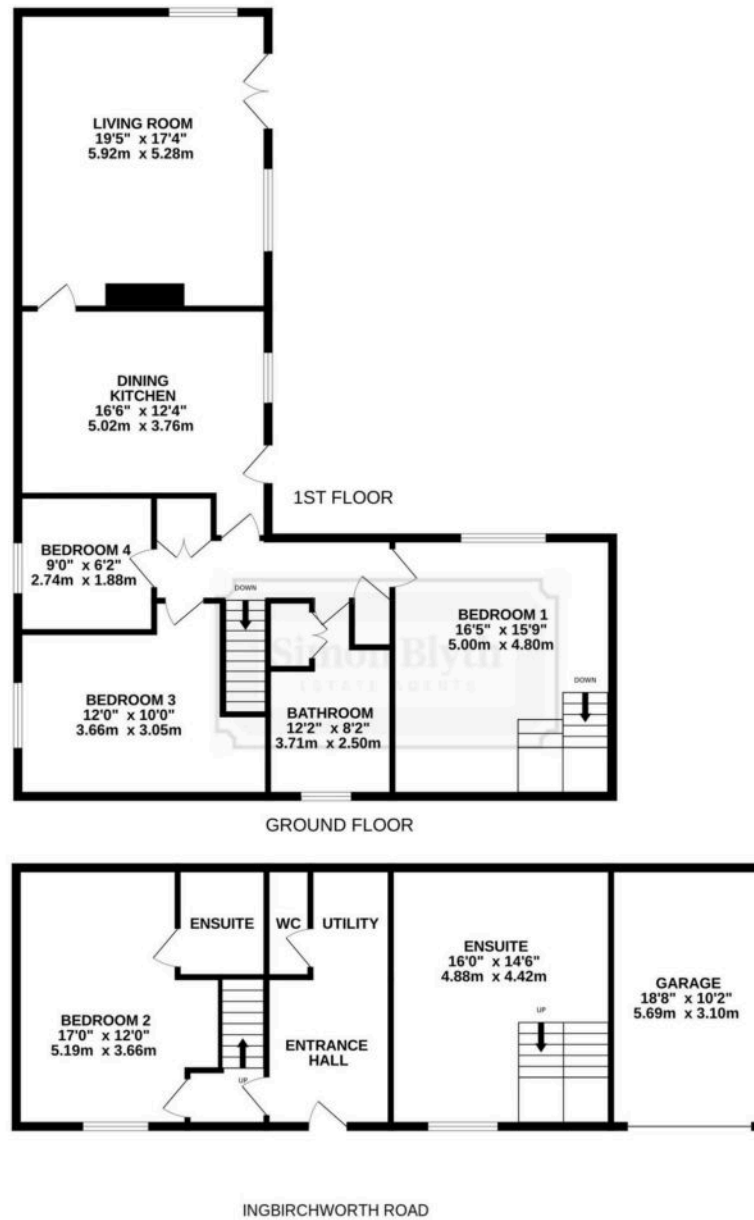 LIVING ROOM
19'5" x 17'4"
5.92m x 5.28m
DINING
KITCHEN
16'6" x 12'4"
5.02m x 3.76m
1ST FLOOR
BEDROOM 4
9'0" x 6'2"
2.74m x 1.88m
DOWN
BEDROOM 1
16'5" x 15'9"
5.00m x 4.80m
Simon Blyth
ESTATE AGENTS
DOWN
BEDROOM 3
12'0" x 10'0"
3.66m x 3.05m
BATHROOM
12'2" x 8'2"
3.71m x 2.50m
GROUND FLOOR
ENSUITE
WC
UTILITY
ENSUITE
16'0" x 14'6"
4.88m x 4.42m
GARAGE
18'8" x 10'2"
5.69m x 3.10m
BEDROOM 2
17'0" x 12'0"
5.19m x 3.66m
UP
ENTRANCE
HALL
UP
INGBIRCHWORTH ROAD